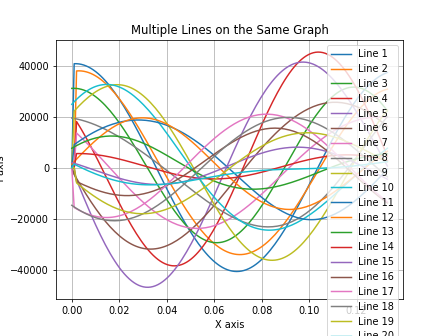 Multiple Lines on the Same Graph
40000
20000
0
−20000
−40000
0.00
0.02
0.04
0.06
0.08
0.10
X axis
axis
Line 1
Line 2
Line 3
Line 4
Line 5
Line 6
Line 7
Line 8
Line 9
Line 10
Line 11
Line 12
Line 13
Line 14
Line 15
Line 16
Line 17
Line 18
Line 19
Line 20